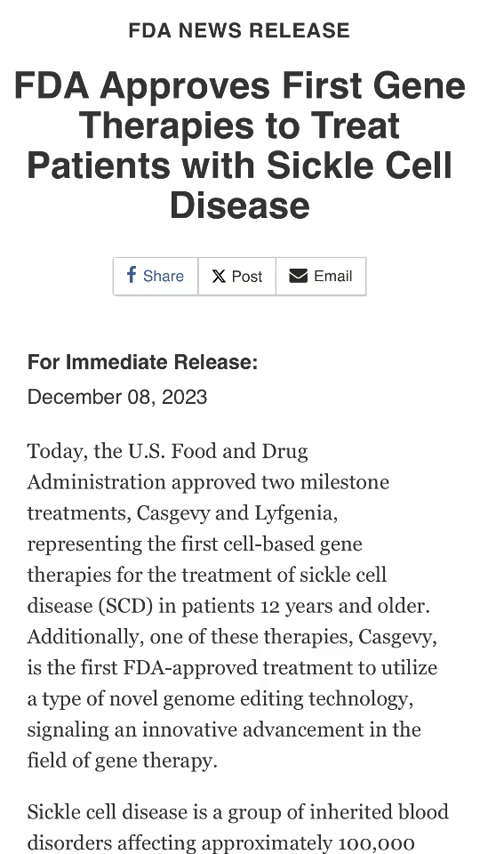 FDA NEWS RELEASE
FDA Approves First Gene
Therapies to Treat
Patients with Sickle Cell
Disease
Share
Post
Email
For Immediate Release:
December 08, 2023
Today, the U.S. Food and Drug
Administration approved two milestone
treatments, Casgevy and Lyfgenia,
representing the first cell-based gene
therapies for the treatment of sickle cell
disease (SCD) in patients 12 years and older.
Additionally, one of these therapies, Casgevy,
is the first FDA-approved treatment to utilize
a type of novel genome editing technology,
signaling an innovative advancement in the
field of gene therapy.
Sickle cell disease is a group of inherited blood
disorders affecting approximately 100,000